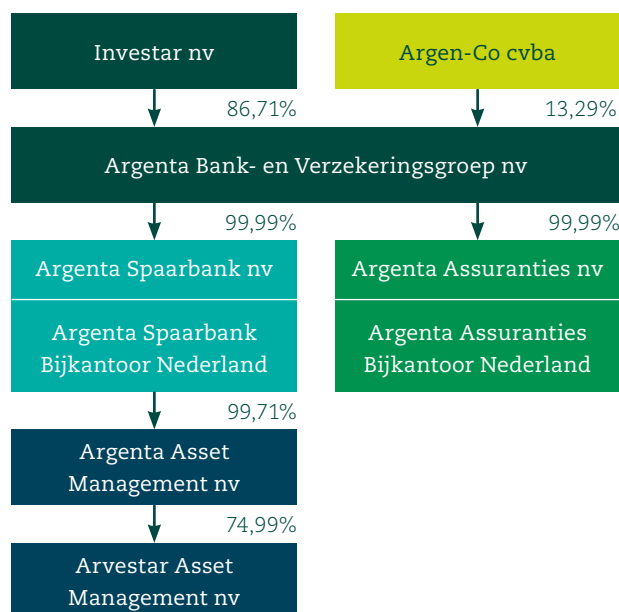 Investar nv
Argen-Co cvba
86,71%
13,29%
Argenta Bank- en Verzekeringsgroep nv
99,99%
99,99%
Argenta Spaarbank nv
Argenta Assuranties nv
Argenta Spaarbank
Bijkantoor Nederland
Argenta Assuranties
Bijkantoor Nederland
99,71%
Argenta Asset
Management nv
74,99%
Arvestar Asset
Management nv